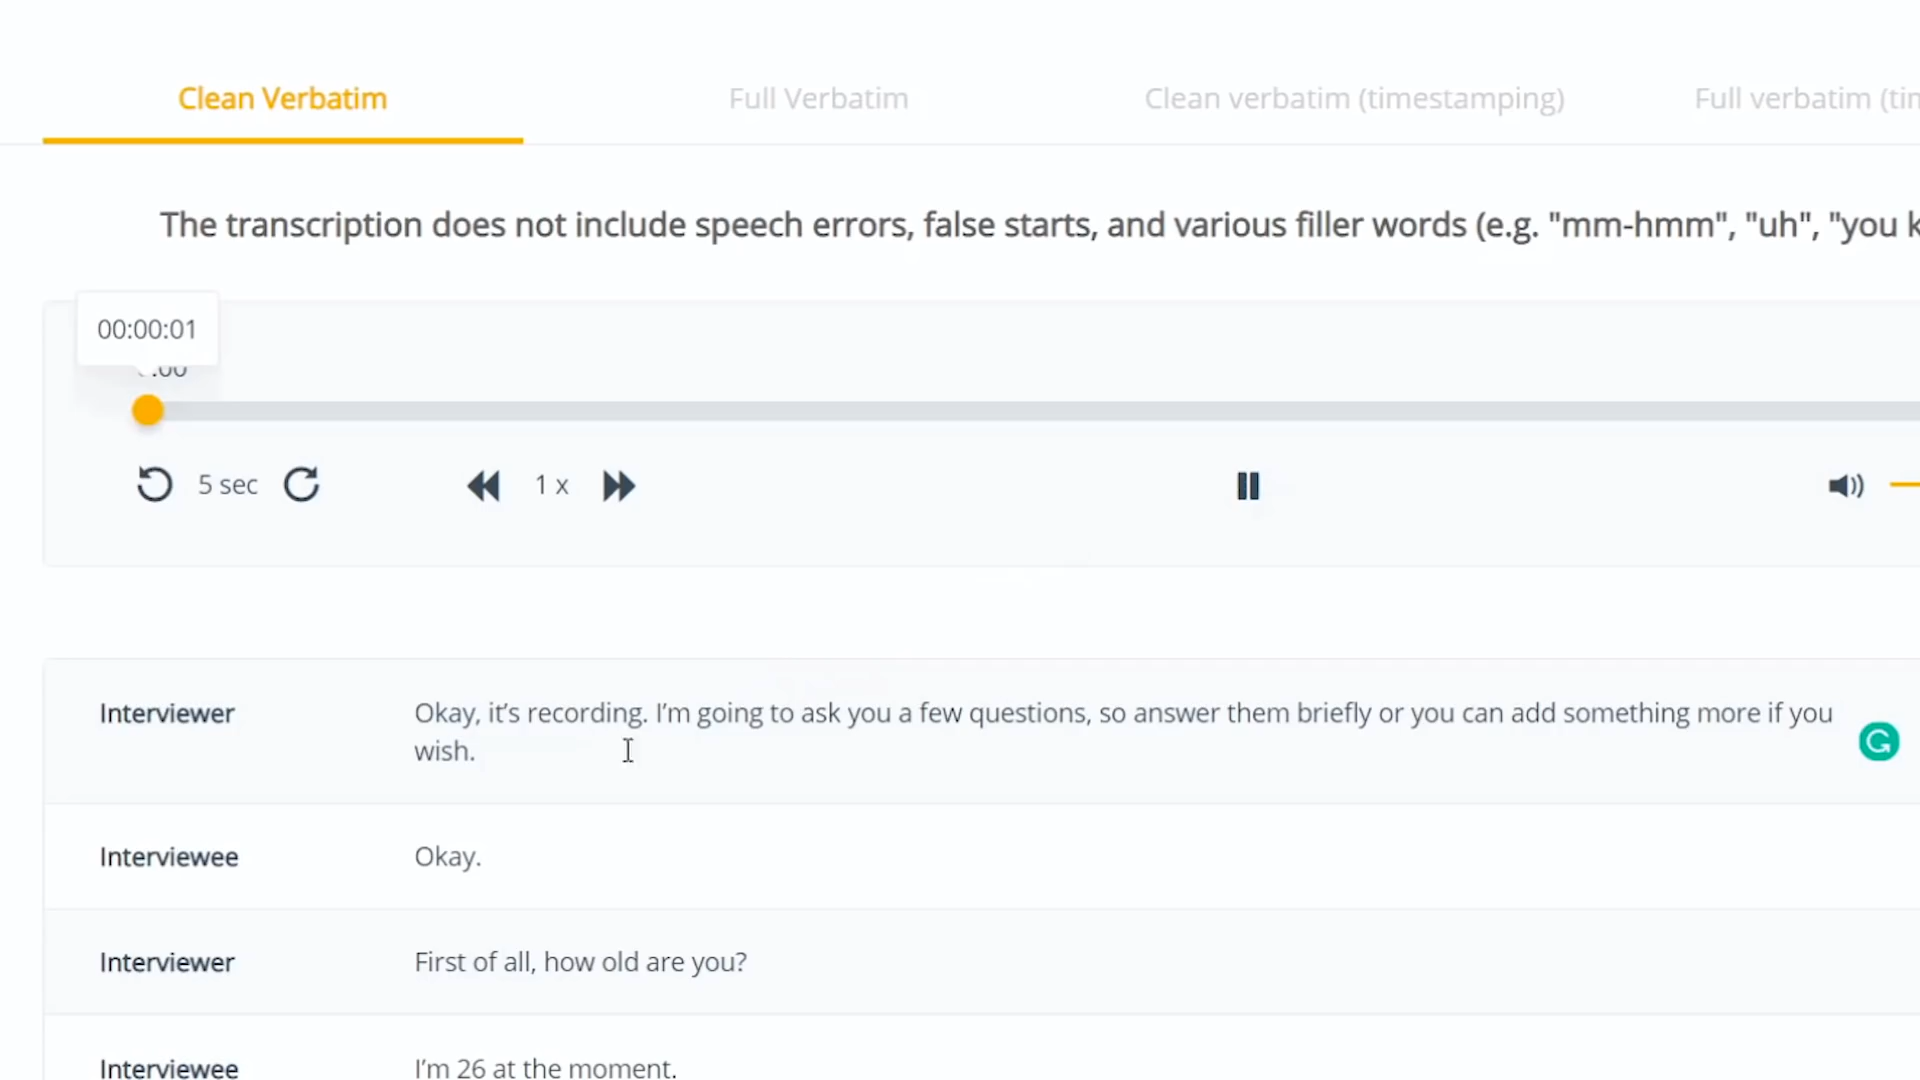 Clean Verbatim
Full Verbatim
Clean verbatim (timestamping)
Full verbatim
The transcription does not include speech errors, false starts, and various filler words (e.g. "mm-hmm", "uh", "you
00:00:01
5 sec
1 x
Interviewer
Okay, it’s recording. I’m going to ask you a few questions, so answer them briefly or you can add something more if you
wish.
Interviewee
Okay.
Interviewer
First of all, how old are you?
Interviewee
I’m 26 at the moment.